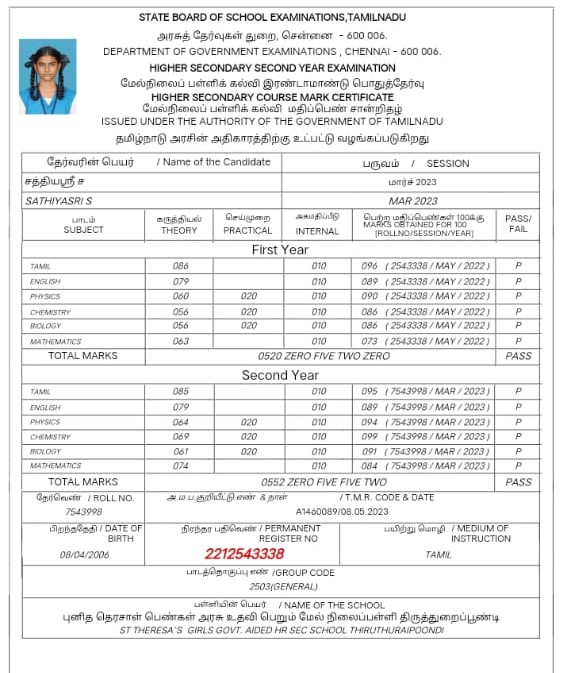 STATE BOARD OF SCHOOL EXAMINATIONS,TAMILNADU
அரசுத் தேர்வுகள் துறை, சென்னை - 600 006.
DEPARTMENT OF GOVERNMENT EXAMINATIONS , CHENNAI - 600 006.
HIGHER SECONDARY SECOND YEAR EXAMINATION
மேல்நிலைப் பள்ளிக் கல்வி இரண்டாமாண்டு பொதுத்தேர்வு
HIGHER SECONDARY COURSE MARK CERTIFICATE
மேல்நிலைப் பள்ளிக் கல்வி மதிப்பெண் சான்றிதழ்
ISSUED UNDER THE AUTHORITY OF THE GOVERNMENT OF TAMILNADU
தமிழ்நாடு அரசின் அதிகாரத்திற்கு உட்பட்டு வழங்கப்படுகிறது
தேர்வரின் பெயர் / Name of the Candidate பருவம் / SESSION
சத்தியஸ்ரீ ச மார்ச் 2023
SATHIYASRI S MAR 2023
பாடம் கருத்தியல் செய்முறை அகமதிப்பீடு பெற்ற மதிப்பெண்கள் 100க்கு PASS/
SUBJECT THEORY PRACTICAL INTERNAL MARKS OBTAINED FOR 100 FAIL
[ROLLNO/SESSION/YEAR]
First Year
TAMIL 086 010 096 ( 2543338 / MAY / 2022 ) P
ENGLISH 079 010 089 ( 2543338 / MAY / 2022 ) P
PHYSICS 060 020 010 090 ( 2543338 / MAY / 2022 ) P
CHEMISTRY 056 020 010 086 ( 2543338 / MAY / 2022 ) P
BIOLOGY 056 020 010 086 ( 2543338 / MAY / 2022 ) P
MATHEMATICS 063 010 073 ( 2543338 / MAY / 2022 ) P
TOTAL MARKS 0520 ZERO FIVE TWO ZERO PASS
Second Year
TAMIL 085 010 095 ( 7543998 / MAR / 2023 ) P
ENGLISH 079 010 089 ( 7543998 / MAR / 2023 ) P
PHYSICS 064 020 010 094 ( 7543998 / MAR / 2023 ) P
CHEMISTRY 069 020 010 099 ( 7543998 / MAR / 2023 ) P
BIOLOGY 061 020 010 091 ( 7543998 / MAR / 2023 ) P
MATHEMATICS 074 010 084 ( 7543998 / MAR / 2023 ) P
TOTAL MARKS 0552 ZERO FIVE FIVE TWO PASS
தேர்வெண் / ROLL NO. அ.ம.ப.குறியீட்டு எண் & நாள் / T.M.R. CODE & DATE
7543998 A1460089/08.05.2023
பிறந்ததேதி / DATE OF BIRTH நிரந்தர பதிவெண் / PERMANENT REGISTER NO பயிற்று மொழி / MEDIUM OF INSTRUCTION
08/04/2006 2212543338 TAMIL
பாடத்தொகுப்பு எண் /GROUP CODE
2503(GENERAL)
பள்ளியின் பெயர் / NAME OF THE SCHOOL
புனித தெரசாள் பெண்கள் அரசு உதவி பெறும் மேல் நிலைப்பள்ளி திருத்துறைப்பூண்டி
ST THERESA`S GIRLS GOVT. AIDED HR SEC SCHOOL THIRUTHURAIPOONDI